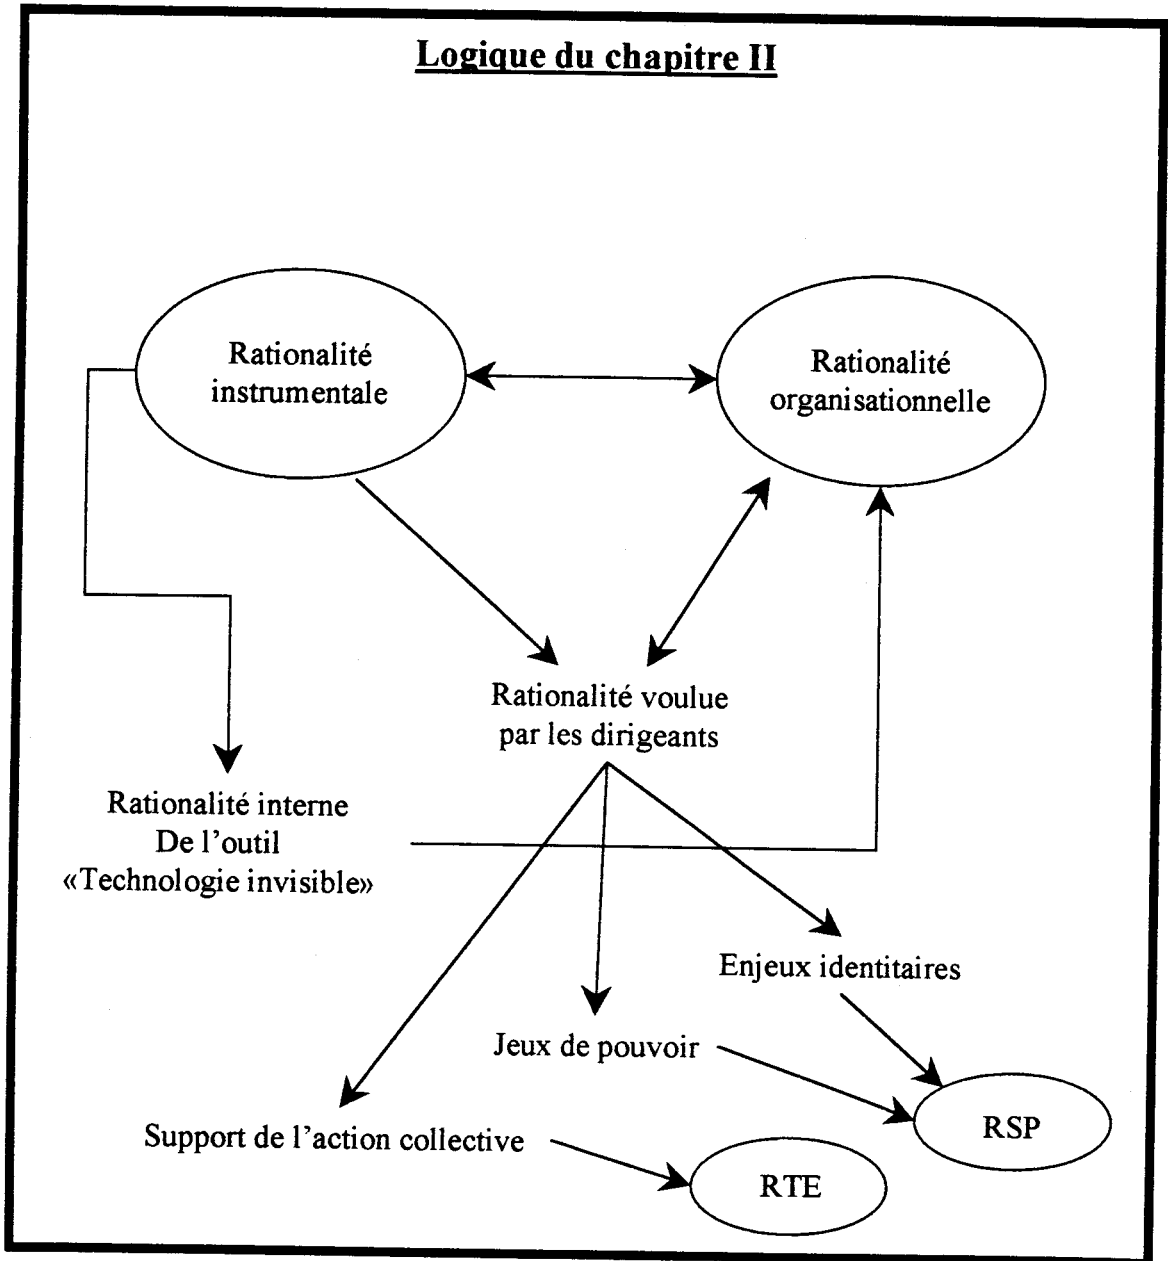 Logique du chapitre II
Rationalité
instrumentale
Rationalité
organisationnelle
Rationalité voulue
par les dirigeants
Rationalité interne
De l'outil
«Technologie invisible»
Enjeux identitaires
Jeux de pouvoir
RSP
Support de l'action collective
RTE